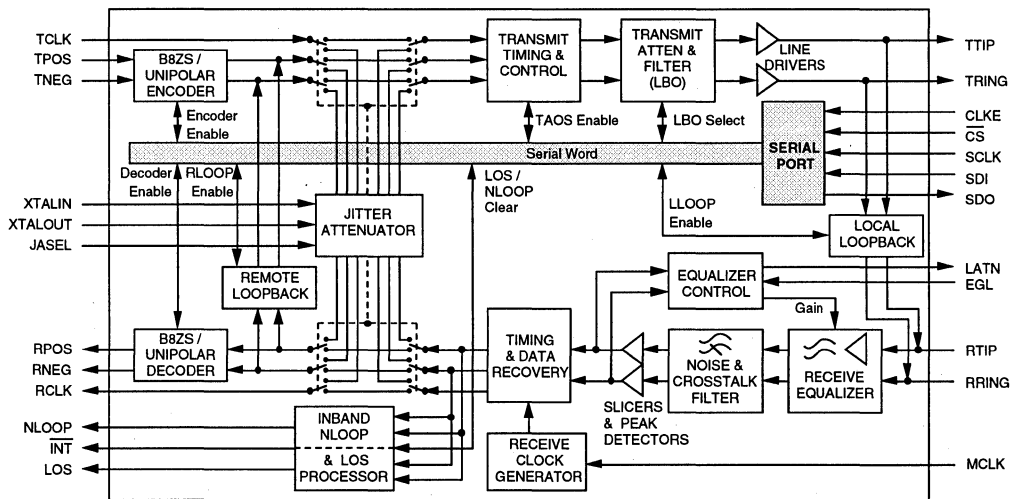 TCLK
TPOS
TNEG
B8ZS /
UNIPOLAR
ENCODER
TRANSMIT
TIMING &
CONTROL
TRANSMIT
ATTEN &
FILTER
(LBO)
LINE
DRIVERS
TTIP
TRING
Encoder
Enable
TAOS Enable
LBO Select
Serial Word
SERIAL
PORT
CLKE
CS
SCLK
SDI
SDO
Decoder
Enable
RLOOP
Enable
LOS /
NLOOP
Clear
LLOOP
Enable
XTALIN
XTALOUT
JASEL
JITTER
ATTENUATOR
LOCAL
LOOPBACK
REMOTE
LOOPBACK
EQUALIZER
CONTROL
Gain
LATN
EGL
RPOS
RNEG
RCLK
B8ZS /
UNIPOLAR
DECODER
TIMING
& DATA
RECOVERY
SLICERS
& PEAK
DETECTORS
NOISE &
CROSSTALK
FILTER
RECEIVE
EQUALIZER
RTIP
RRING
NLOOP
INT
LOS
INBAND
NLOOP
& LOS
PROCESSOR
RECEIVE
CLOCK
GENERATOR
MCLK